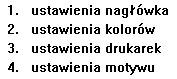 1. ustawienia nagłówka
2. ustawienia kolorów
3. ustawienia drukarek
4. ustawienia motywu